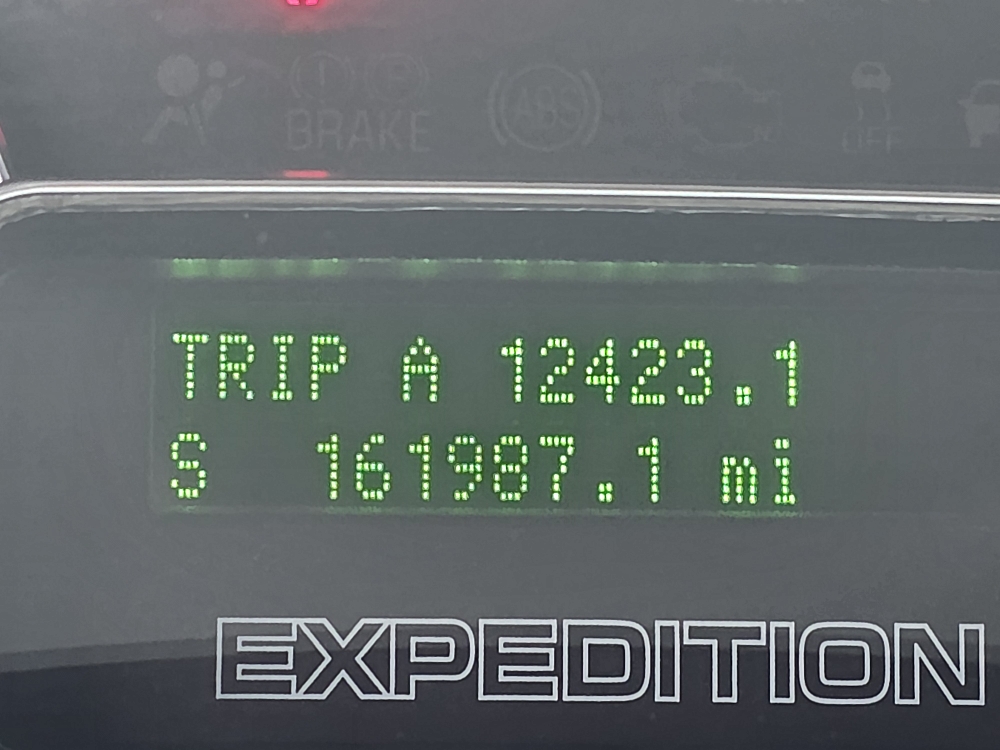 BRAKE
ABS
OFF
TRIP A 12423.1
S 161987.1 mi
EXPEDITION